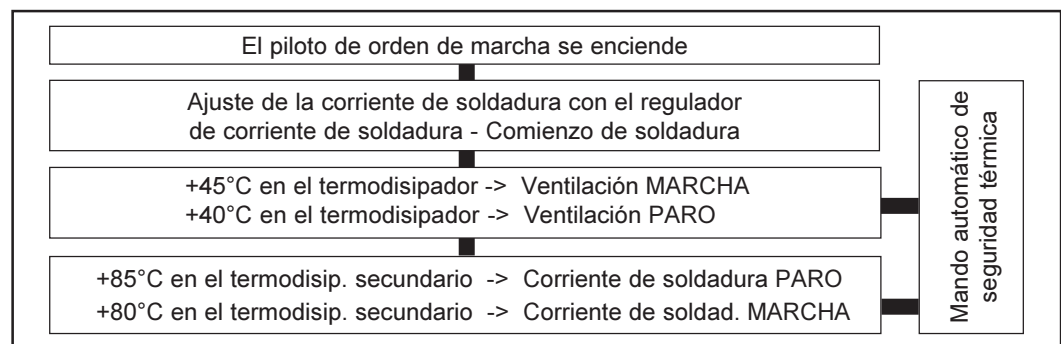 El piloto de orden de marcha se enciende
Ajuste de la corriente de soldadura con el regulador
de corriente de soldadura - Comienzo de soldadura
+45°C en el termodisipador -> Ventilación MARCHA
+40°C en el termodisipador -> Ventilación PARO
+85°C en el termodisip. secundario -> Corriente de soldadura PARO
+80°C en el termodisip. secundario -> Corriente de soldad. MARCHA
Mando automático de
seguridad térmica